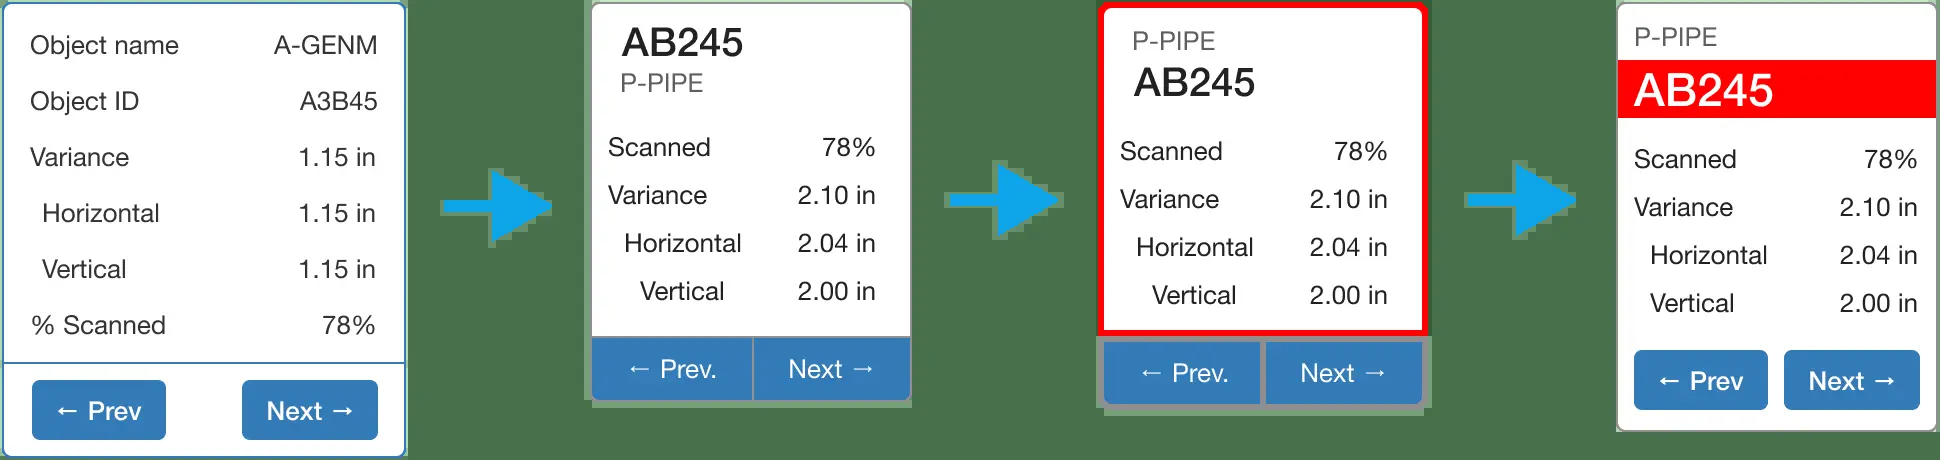 Object name A-GENM
Object ID A3B45
Variance 1.15 in
Horizontal 1.15 in
Vertical 1.15 in
% Scanned 78%
← Prev Next →
AB245
P-PIPE
Scanned 78%
Variance 2.10 in
Horizontal 2.04 in
Vertical 2.00 in
← Prev. Next →
P-PIPE
AB245
Scanned 78%
Variance 2.10 in
Horizontal 2.04 in
Vertical 2.00 in
← Prev. Next →
P-PIPE
AB245
Scanned 78%
Variance 2.10 in
Horizontal 2.04 in
Vertical 2.00 in
← Prev Next →